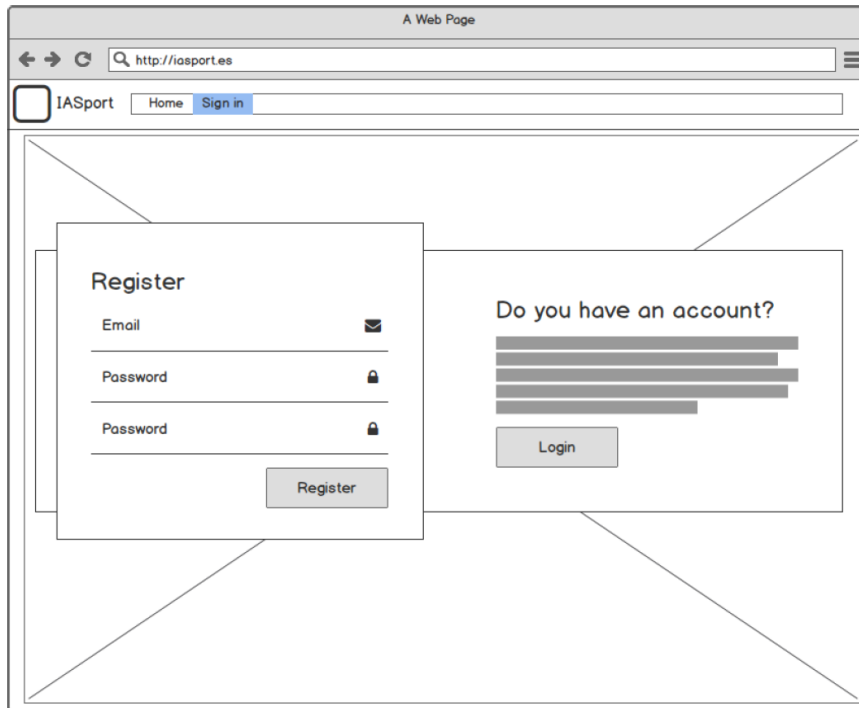 A Web Page
http://iasport.es
IASport Home Sign in
Register
Email
Password
Password
Register
Do you have an account?
Login